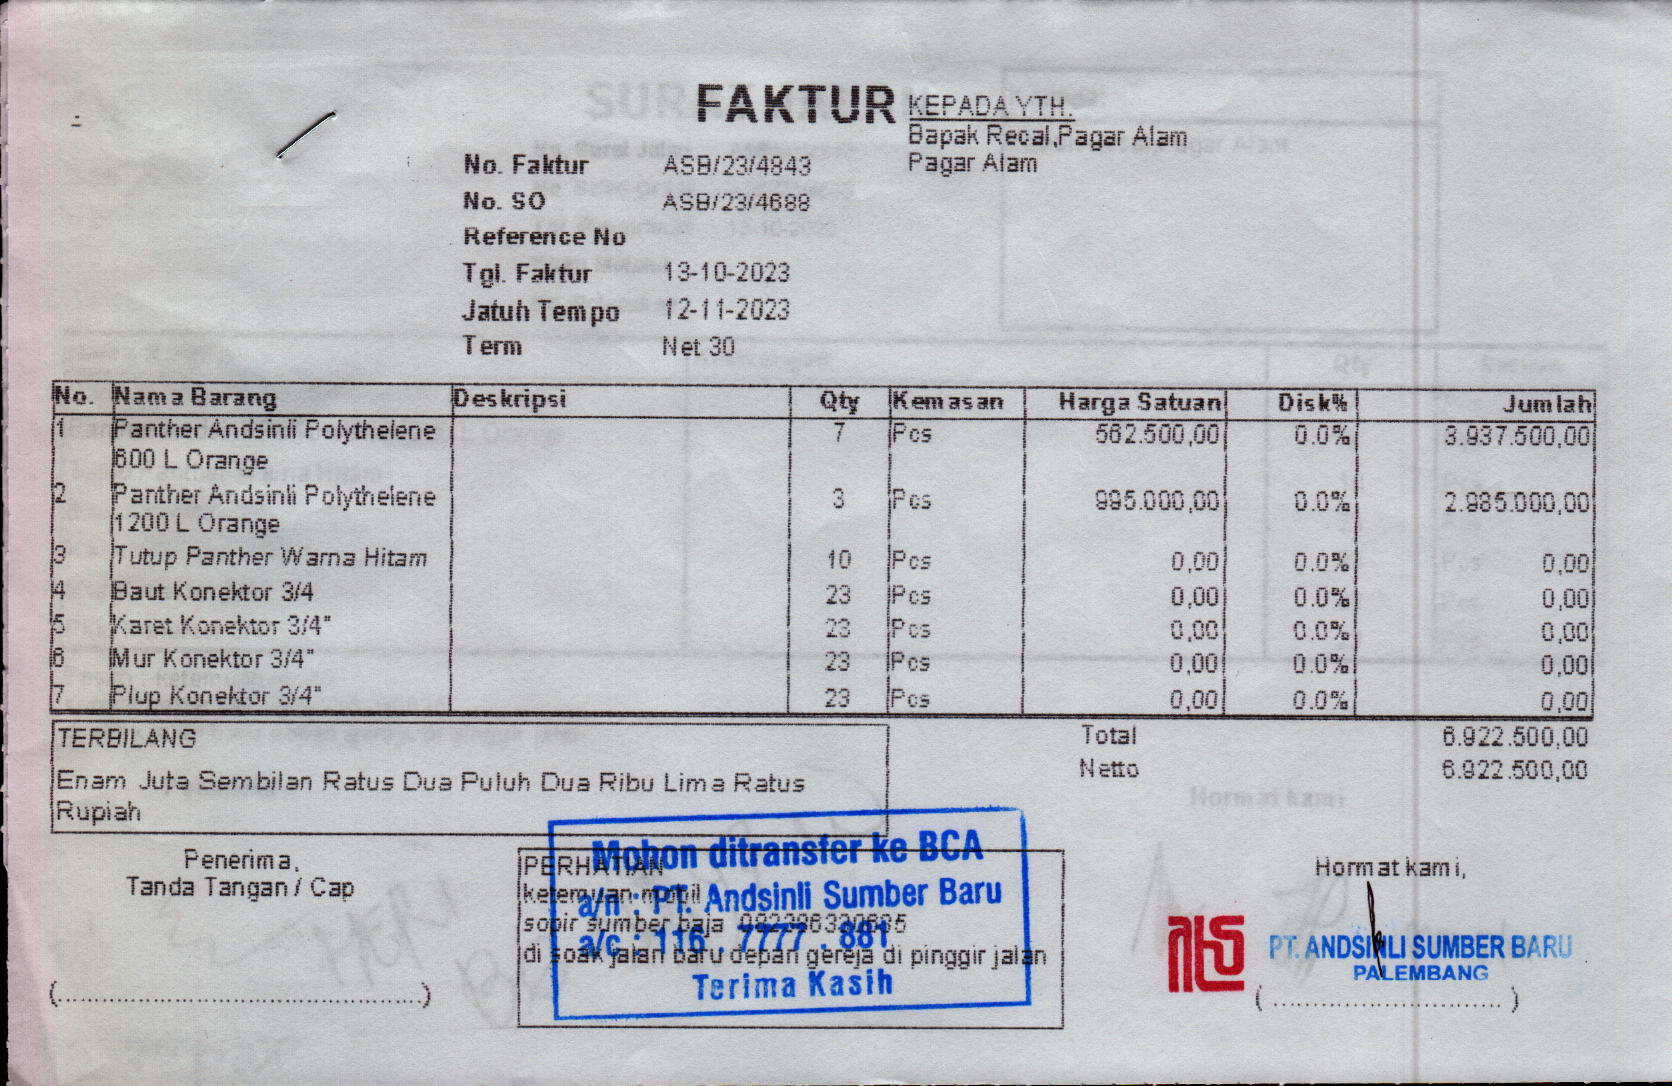 FAKTUR
KEPADA YTH.
Bapak Recal,Pagar Alam
Pagar Alam
No. Faktur ASB/23/4843
No. SO ASB/23/4688
Reference No
Tgl. Faktur 13-10-2023
Jatuh Tempo 12-11-2023
Term Net 30
No. Nama Barang Deskripsi Qty Kemasan Harga Satuan Disk% Jumlah
1 Panther Andsinli Polythelene 7 Pcs 562.500,00 0.0% 3.937.500,00
600 L Orange
2 Panther Andsinli Polythelene 3 Pcs 995.000,00 0.0% 2.985.000,00
1200 L Orange
3 Tutup Panther Warna Hitam 10 Pcs 0,00 0.0% 0,00
4 Baut Konektor 3/4 23 Pcs 0,00 0.0% 0,00
5 Karet Konektor 3/4" 23 Pcs 0,00 0.0% 0,00
6 Mur Konektor 3/4" 23 Pcs 0,00 0.0% 0,00
7 Plup Konektor 3/4" 23 Pcs 0,00 0.0% 0,00
TERBILANG
Enam Juta Sembilan Ratus Dua Puluh Dua Ribu Lima Ratus
Rupiah
Total 6.922.500,00
Netto 6.922.500,00
Penerima,
Tanda Tangan / Cap
(............................................)
PERHATIAN
ketemuan mobil
sopir sumber baja
di soak jalan baru depan gereja di pinggir jalan
Mohon ditransfer ke BCA
a/n : PT. Andsinli Sumber Baru
a/c : 116 . 7777 . 881
Terima Kasih
Hormat kami,
PT. ANDSINLI SUMBER BARU
PALEMBANG
(............................)